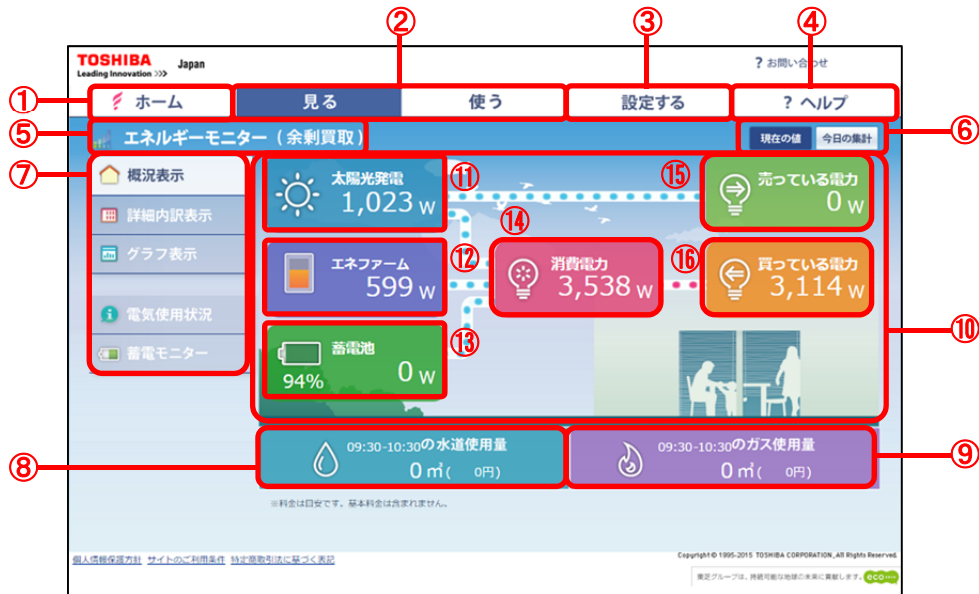 ② ③ ④
TOSHIBA
Leading Innovation >>>
Japan
? お問い合わせ
①
ホーム
見る
使う
設定する
? ヘルプ
⑤
エネルギーモニター（余剰買取）
現在の値
今日の集計
⑥
⑦
概況表示
詳細内訳表示
グラフ表示
電気使用状況
蓄電モニター
太陽光発電
1,023 W
⑪
エネファーム
599 W
⑫
蓄電池
94%
0 W
⑬
⑭
消費電力
3,538 W
⑮
売っている電力
0 W
⑯
買っている電力
3,114 W
⑩
⑧
09:30-10:30の水道使用量
0 ㎥( 0円)
09:30-10:30のガス使用量
0 ㎥( 0円)
⑨
※料金は目安です。基本料金は含まれません。
個人情報保護方針 サイトのご利用条件 特定商取引法に基づく表記
Copyright © 1995-2015 TOSHIBA CORPORATION, All Rights Reserved.
東芝グループは、持続可能な地球の未来に貢献します。
eco